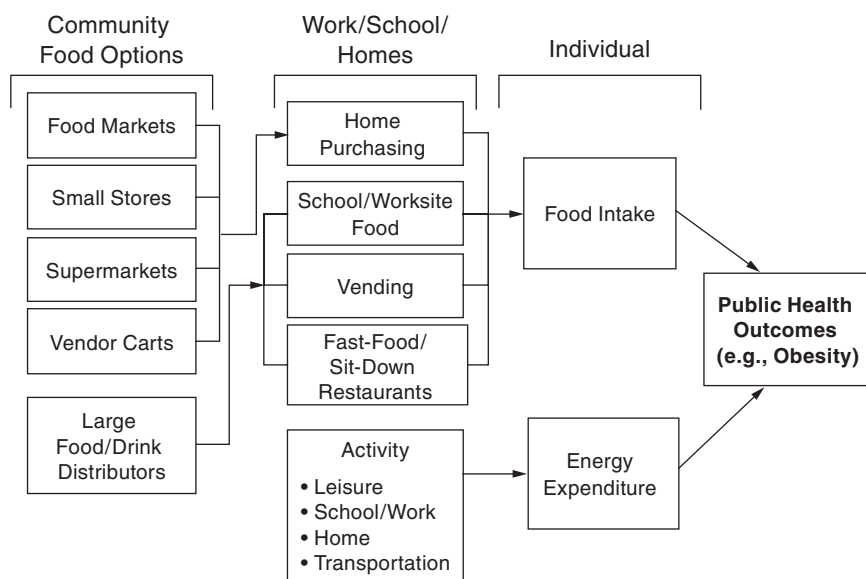 Community
Food Options
Work/School/
Homes
Individual
Food Markets
Small Stores
Supermarkets
Vendor Carts
Large
Food/Drink
Distributors
Home
Purchasing
School/Worksite
Food
Vending
Fast-Food/
Sit-Down
Restaurants
Activity
• Leisure
• School/Work
• Home
• Transportation
Food Intake
Energy
Expenditure
Public Health
Outcomes
(e.g., Obesity)